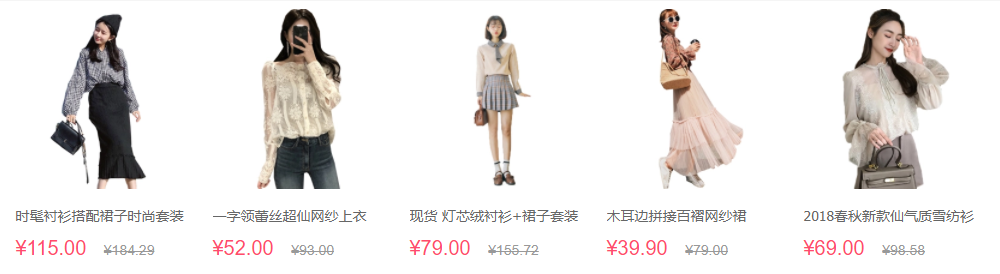 时髦衬衫搭配裙子时尚套装
一字领蕾丝超仙网纱上衣
现货 灯芯绒衬衫+裙子套装
木耳边拼接百褶网纱裙
2018春秋新款仙气质雪纺衫
¥115.00 ¥184.29
¥52.00 ¥93.00
¥79.00 ¥155.72
¥39.90 ¥79.00
¥69.00 ¥98.58